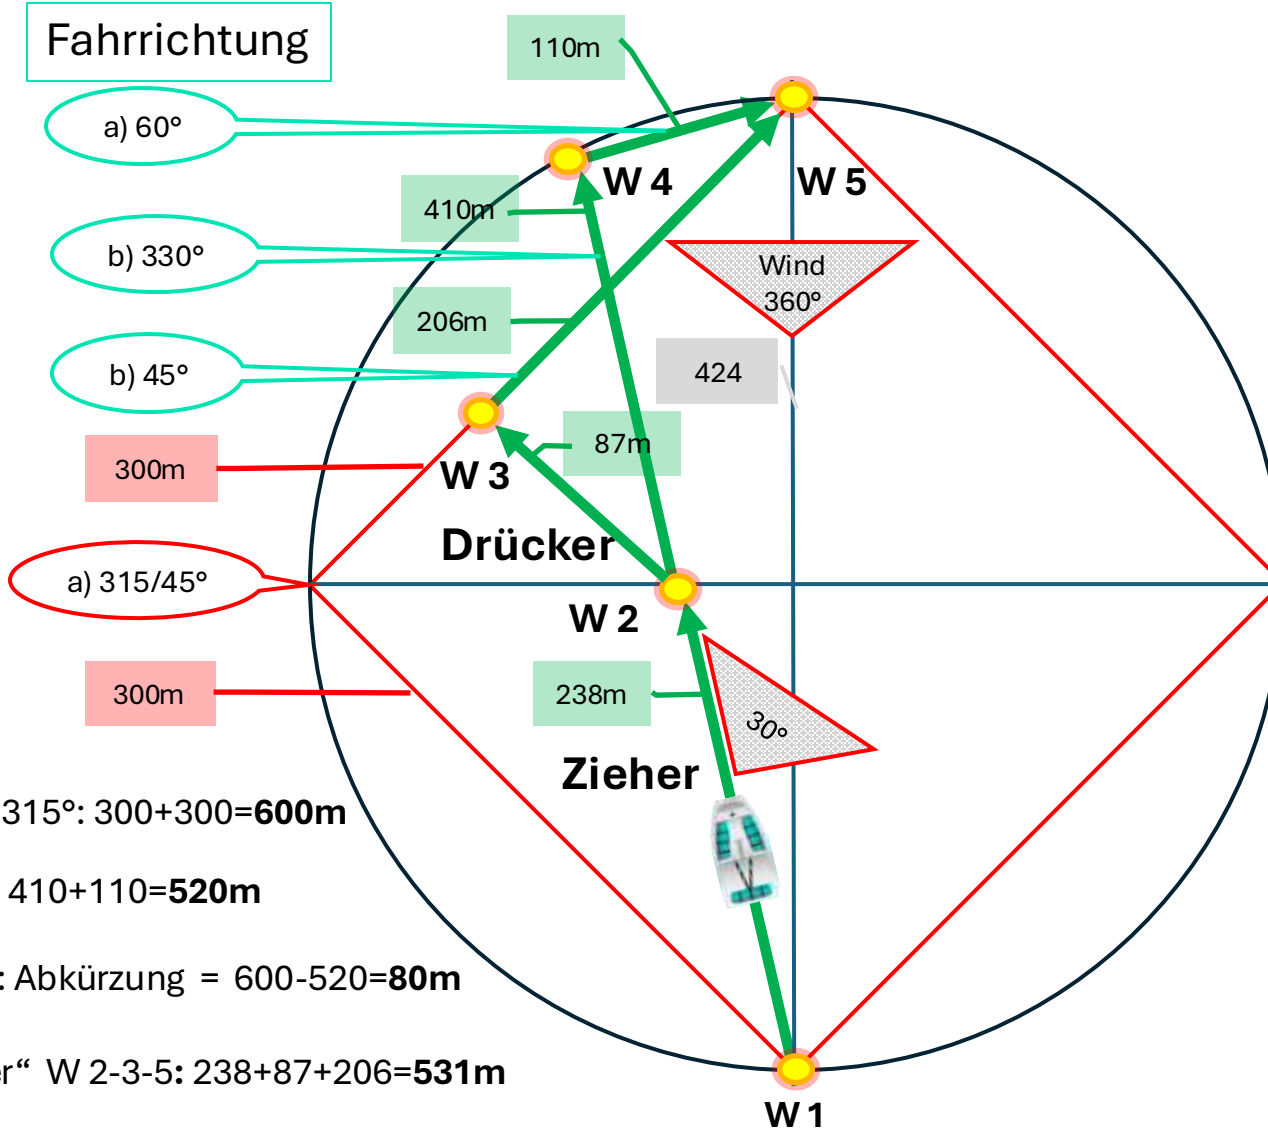 Fahrrichtung
110m
a) 60°
W 4
W 5
410m
b) 330°
Wind
360°
206m
424
b) 45°
87m
300m
W 3
Drücker
a) 315/45°
W 2
300m
238m
30°
Zieher
315°: 300+300=600m
410+110=520m
: Abkürzung = 600-520=80m
er“ W 2-3-5: 238+87+206=531m
W 1